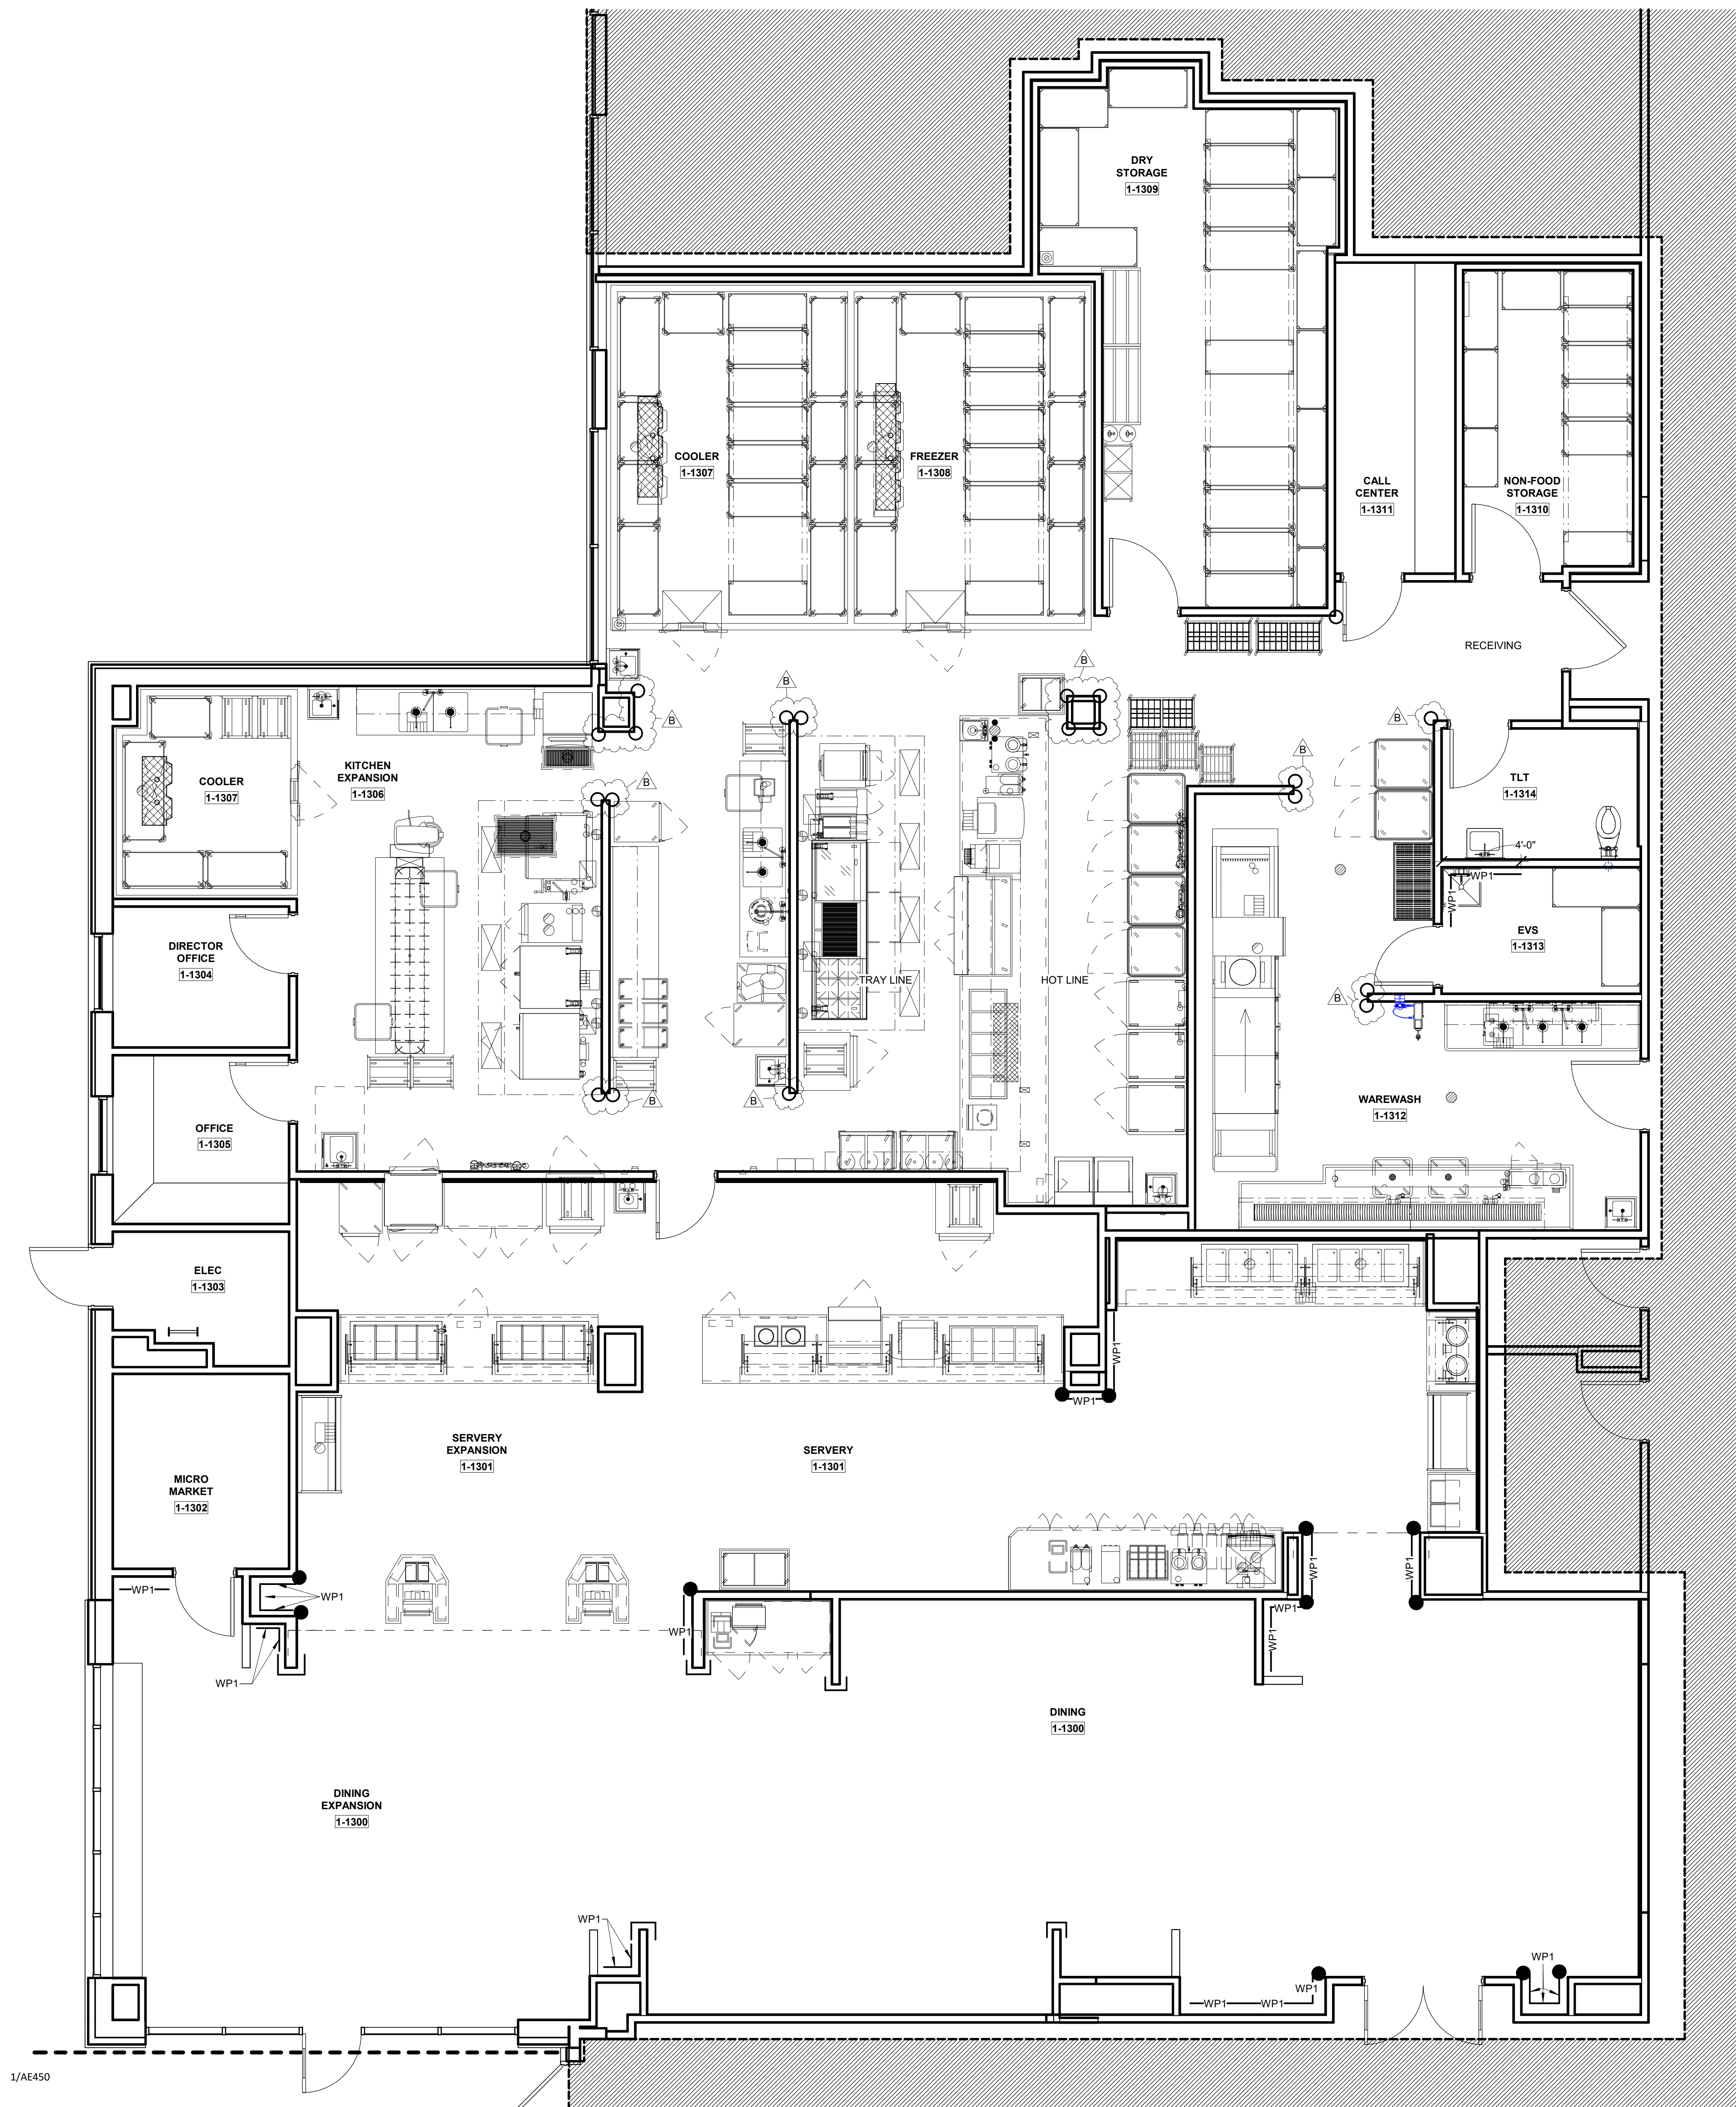 DRY
STORAGE
1-1309
COOLER
1-1307
FREEZER
1-1308
CALL
CENTER
1-1311
NON-FOOD
STORAGE
1-1310
RECEIVING
B
B
B
B
B
B
KITCHEN
EXPANSION
1-1306
COOLER
1-1307
TLT
1-1314
4'-0"
WP1
WP1
EVS
1-1313
DIRECTOR
OFFICE
1-1304
TRAY LINE
HOT LINE
B
B
B
WAREWASH
1-1312
OFFICE
1-1305
ELEC
1-1303
WP1
WP1
SERVERY
EXPANSION
1-1301
SERVERY
1-1301
MICRO
MARKET
1-1302
WP1
WP1
WP1
WP1
WP1
WP1
WP1
WP1
DINING
1-1300
DINING
EXPANSION
1-1300
WP1
WP1
WP1
WP1
WP1
1/AE450